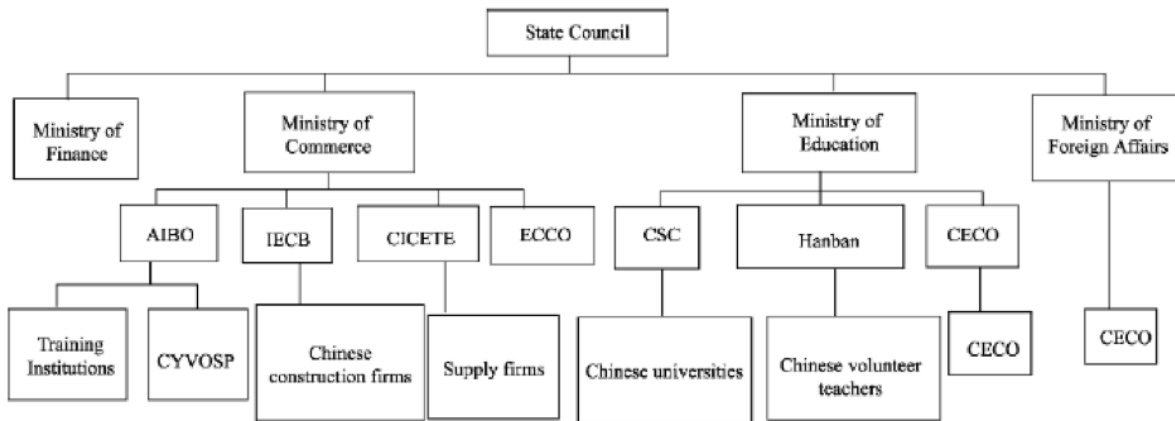 State Council
Ministry of
Finance
Ministry of
Commerce
Ministry of
Education
Ministry of
Foreign Affairs
AIBO
IECB
CICETE
ECCO
CSC
Hanban
CECO
Training
Institutions
CYVOSP
Chinese
construction firms
Supply firms
Chinese universities
Chinese volunteer
teachers
CECO
CECO